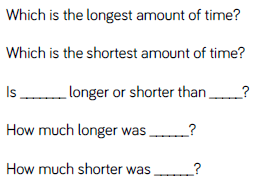 Which is the longest amount of time?
Which is the shortest amount of time?
Is ______ longer or shorter than _____?
How much longer was ______?
How much shorter was ______?